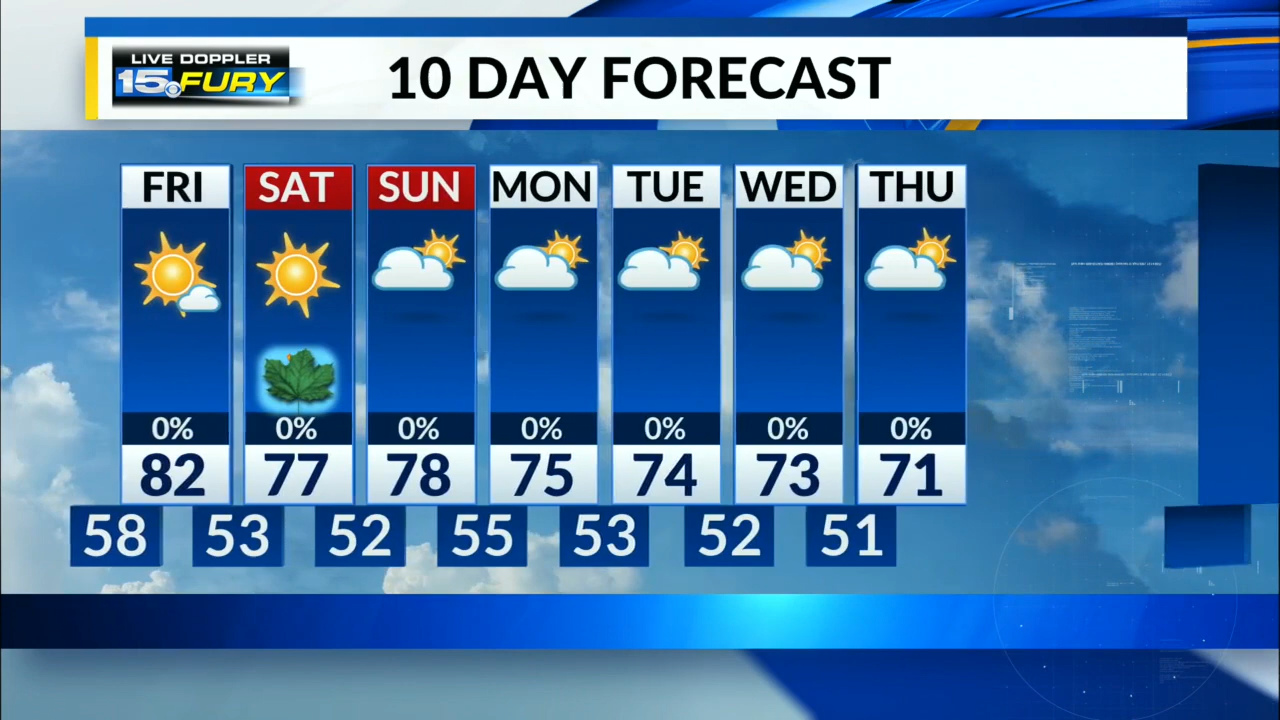 LIVE DOPPLER
15 FURY
10 DAY FORECAST
FRI SAT SUN MON TUE WED THU
0% 0% 0% 0% 0% 0% 0%
82 77 78 75 74 73 71
58 53 52 55 53 52 51